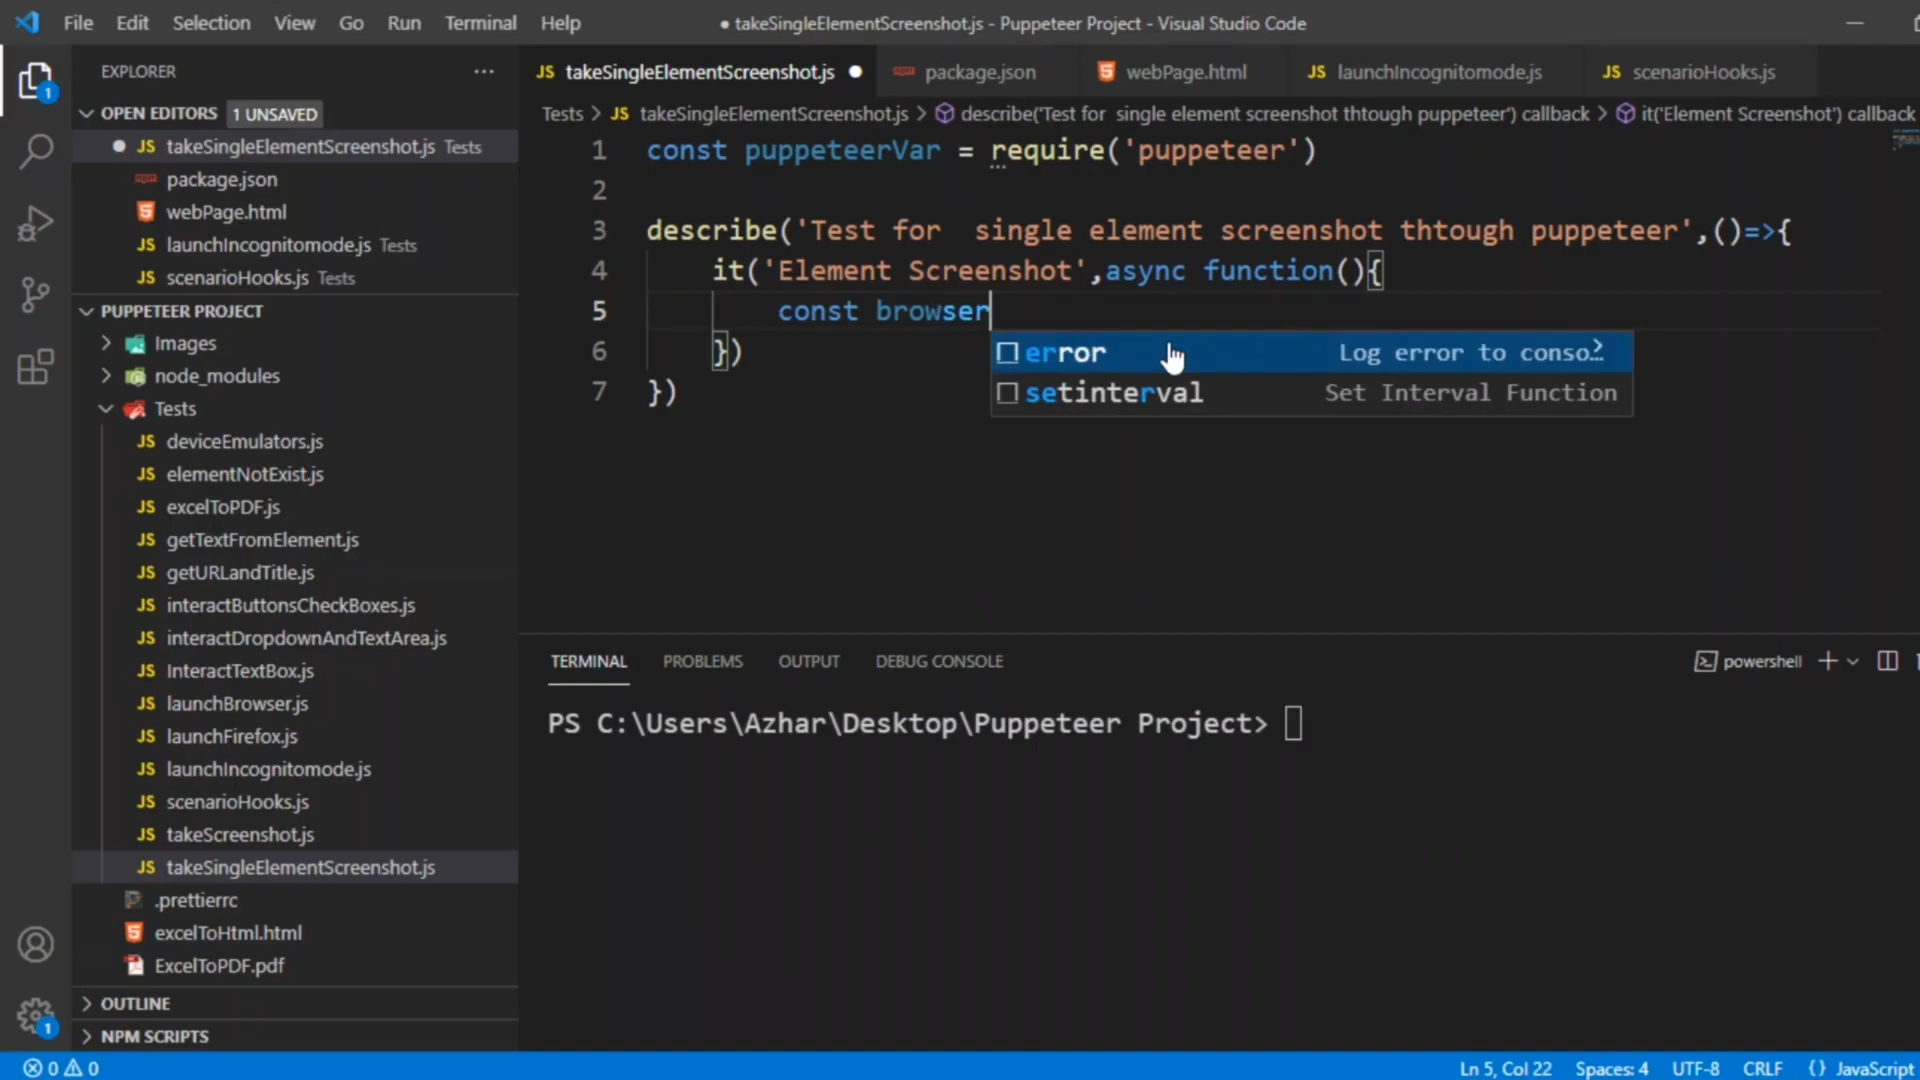 File Edit Selection View Go Run Terminal Help
● takeSingleElementScreenshot.js - Puppeteer Project - Visual Studio Code
EXPLORER
OPEN EDITORS 1 UNSAVED
JS takeSingleElementScreenshot.js Tests
package.json
webPage.html
JS launchIncognitomode.js Tests
JS scenarioHooks.js Tests
PUPPETEER PROJECT
Images
node_modules
Tests
JS deviceEmulators.js
JS elementNotExist.js
JS excelToPDF.js
JS getTextFromElement.js
JS getURLandTitle.js
JS interactButtonsCheckBoxes.js
JS interactDropdownAndTextArea.js
JS InteractTextBox.js
JS launchBrowser.js
JS launchFirefox.js
JS launchIncognitomode.js
JS scenarioHooks.js
JS takeScreenshot.js
JS takeSingleElementScreenshot.js
.prettierrc
excelToHtml.html
ExcelToPDF.pdf
OUTLINE
NPM SCRIPTS
1
1
JS takeSingleElementScreenshot.js package.json webPage.html JS launchIncognitomode.js JS scenarioHooks.js
Tests > JS takeSingleElementScreenshot.js > describe('Test for single element screenshot thtough puppeteer') callback > it('Element Screenshot') callback
1 const puppeteerVar = require('puppeteer')
2
3 describe('Test for  single element screenshot thtough puppeteer',()=>{
4 it('Element Screenshot',async function(){
5 const browser
6 })
7 })
error Log error to conso…
setinterval Set Interval Function
TERMINAL PROBLEMS OUTPUT DEBUG CONSOLE
powershell
PS C:\Users\Azhar\Desktop\Puppeteer Project>
0 0
Ln 5, Col 22 Spaces: 4 UTF-8 CRLF {} JavaScript